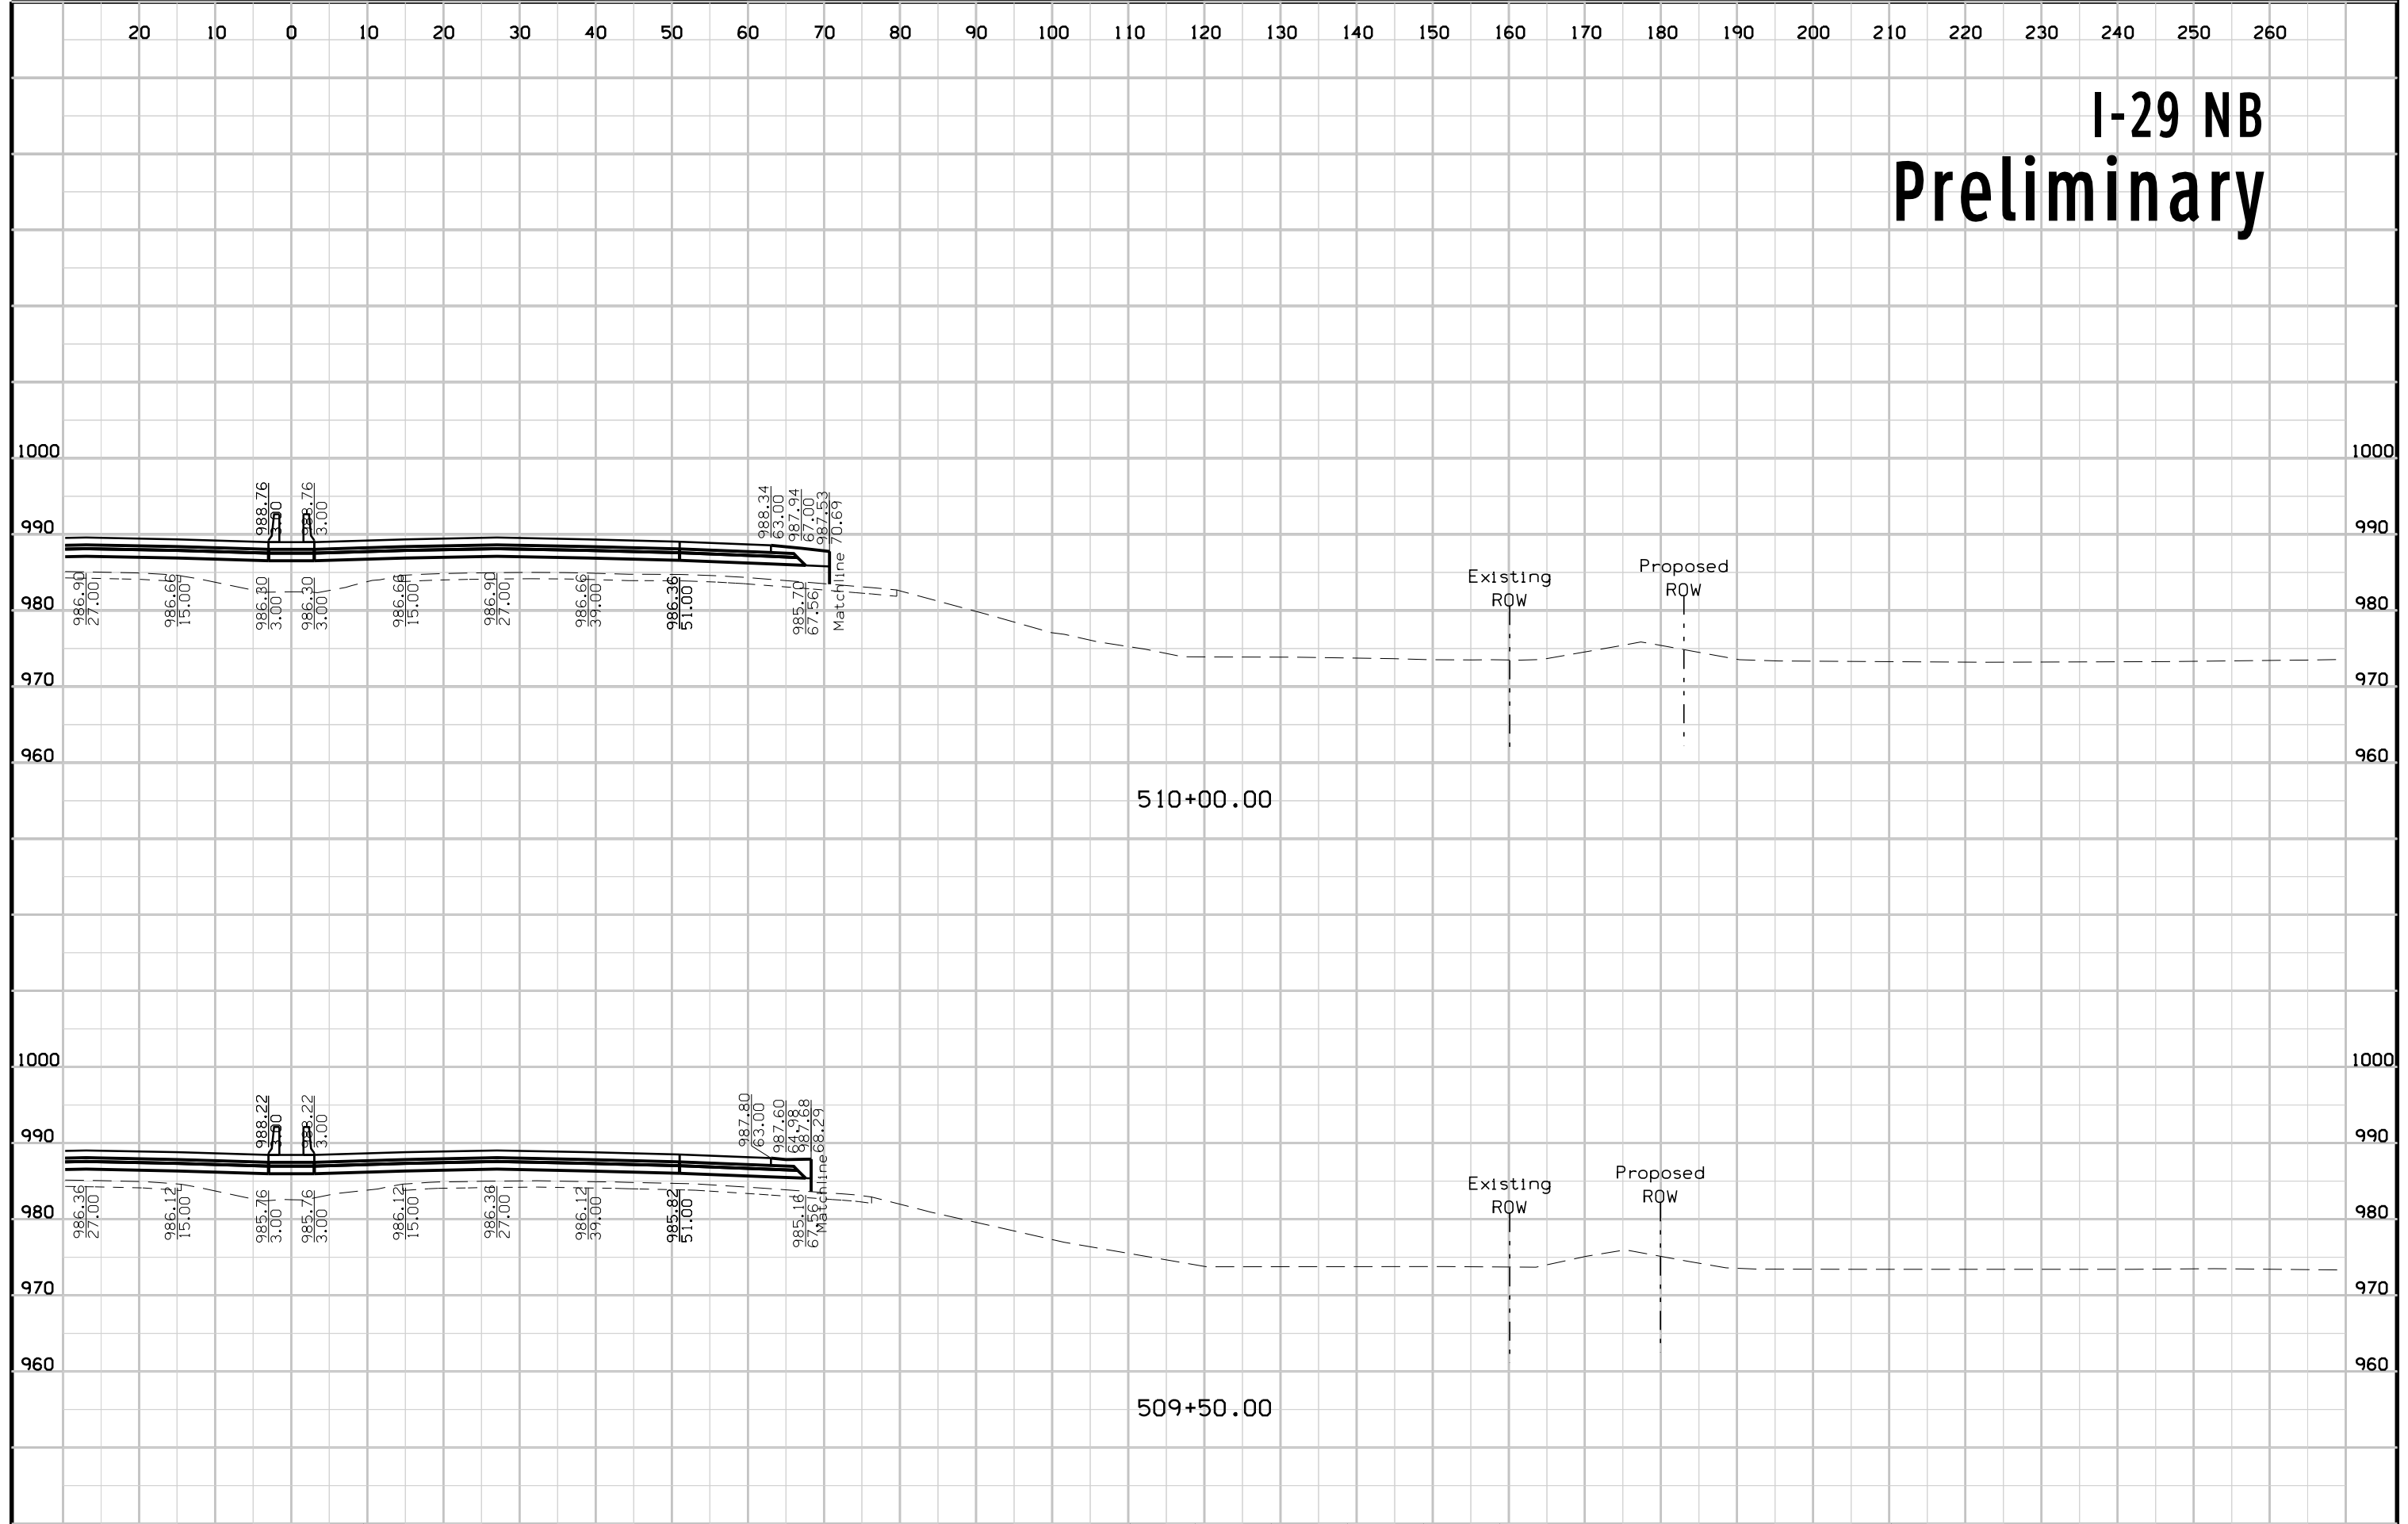 20 10 0 10 20 30 40 50 60 70 80 90 100 110 120 130 140 150 160 170 180 190 200 210 220 230 240 250 260
I-29 NB
Preliminary
1000 1000
988.76 3.00 988.76 3.00 988.34 63.00 987.94 67.00 987.53 70.69
990 990
Matchline
Existing
ROW
Proposed
ROW
986.90 27.00 986.66 15.00 986.30 3.00 986.30 3.00 986.66 15.00 986.90 27.00 986.66 39.00 986.36 51.00 985.70 67.56
980 980
970 970
960 960
510+00.00
1000 1000
988.22 3.00 988.22 3.00 987.80 63.00 987.60 64.98 987.68 68.29
990 990
Matchline
Existing
ROW
Proposed
ROW
986.36 27.00 986.12 15.00 985.76 3.00 985.76 3.00 986.12 15.00 986.36 27.00 986.12 39.00 985.82 51.00 985.16 67.56
980 980
970 970
960 960
509+50.00